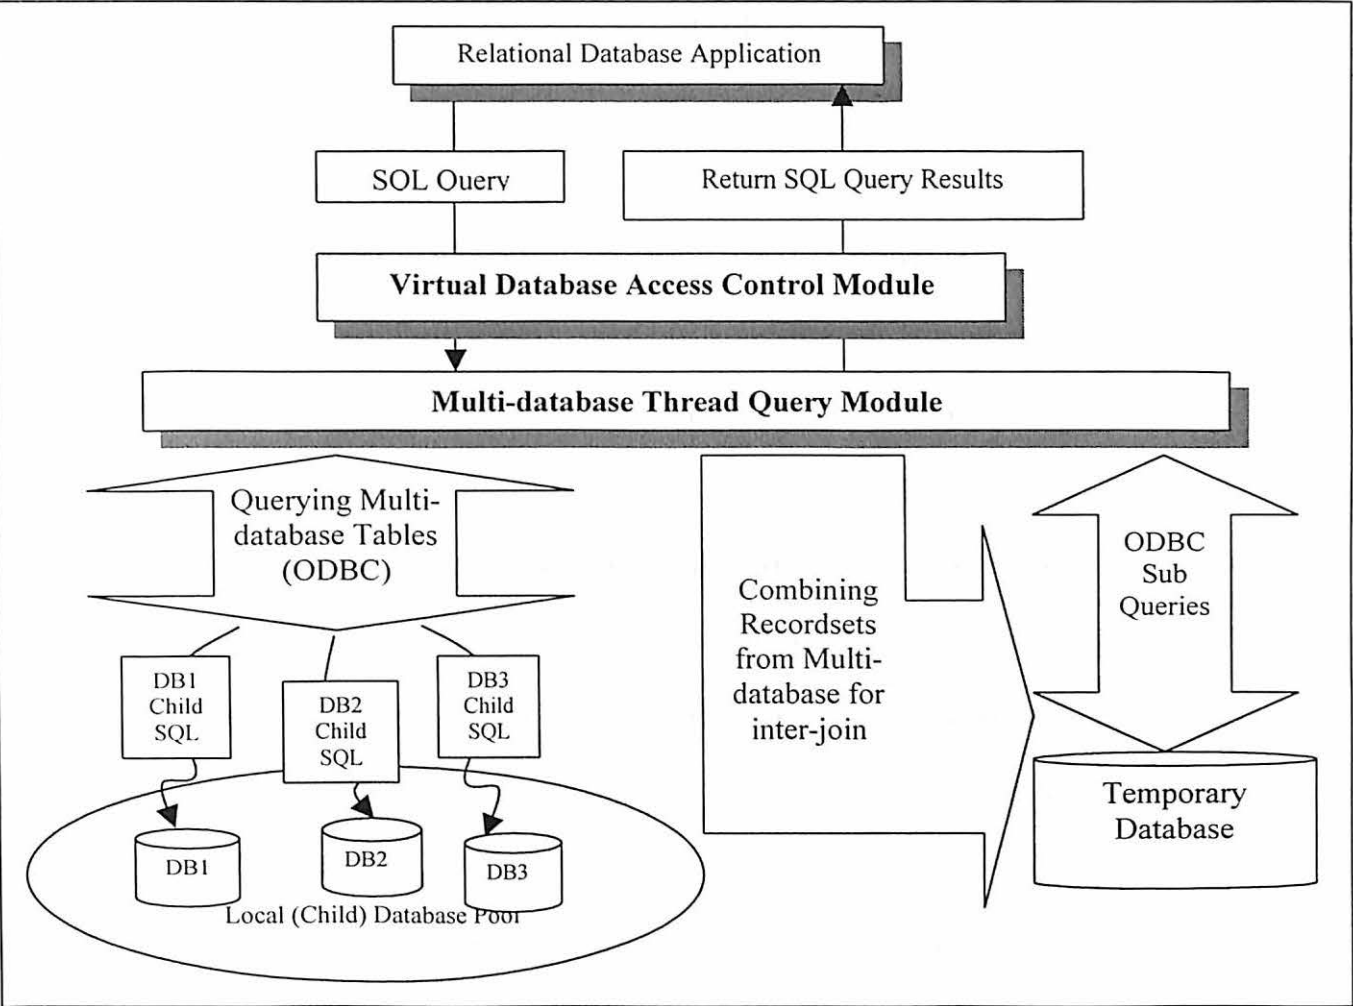 Relational Database Application
SQL Query
Return SQL Query Results
Virtual Database Access Control Module
Multi-database Thread Query Module
Querying Multi-
database Tables
(ODBC)
Combining
Recordsets
from Multi-
database for
inter-join
ODBC
Sub
Queries
DB1
Child
SQL
DB2
Child
SQL
DB3
Child
SQL
Temporary
Database
DB1
DB2
DB3
Local (Child) Database Pool